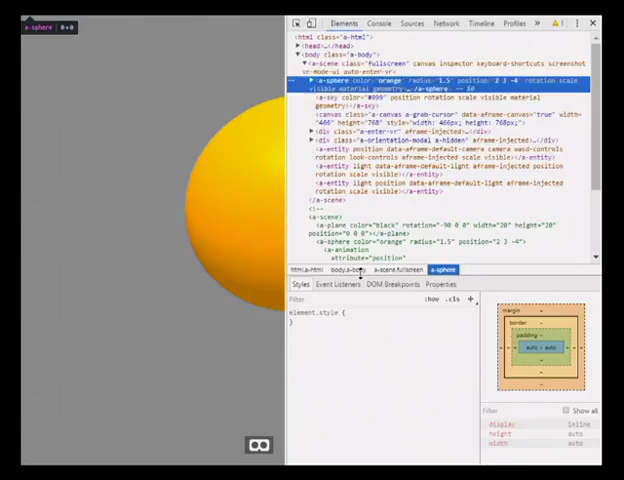 a-sphere | 0×0
Elements Console Sources Network Timeline Profiles » 1
<html class="a-html">
<head>…</head>
<body class="a-body">
<a-scene class="fullscreen" canvas inspector keyboard-shortcuts screenshot
vr-mode-ui auto-enter-vr>
… <a-sphere color="orange" radius="1.5" position="2 3 -4" rotation scale
visible material geometry>…</a-sphere> == $0
<a-sky color="#999" position rotation scale visible material
geometry></a-sky>
<canvas class="a-canvas a-grab-cursor" data-aframe-canvas="true" width=
"466" height="768" style="width: 466px; height: 768px;">
<div class="a-enter-vr" aframe-injected>…</div>
<div class="a-orientation-modal a-hidden" aframe-injected>…</div>
<a-entity position data-aframe-default-camera camera wasd-controls
rotation look-controls aframe-injected scale visible></a-entity>
<a-entity light data-aframe-default-light aframe-injected position
rotation scale visible></a-entity>
<a-entity light position data-aframe-default-light aframe-injected
rotation scale visible></a-entity>
</a-scene>
<!--
<a-scene>
<a-plane color="black" rotation="-90 0 0" width="20" height="20"
position="0 0 0"></a-plane>
<a-sphere color="orange" radius="1.5" position="2 3 -4">
<a-animation
attribute="position"
html.a-html body.a-body a-scene.fullscreen a-sphere
Styles Event Listeners DOM Breakpoints Properties
Filter :hov .cls +
element.style {
}
margin -
border -
padding -
auto × auto
Filter Show all
display inline
height auto
width auto